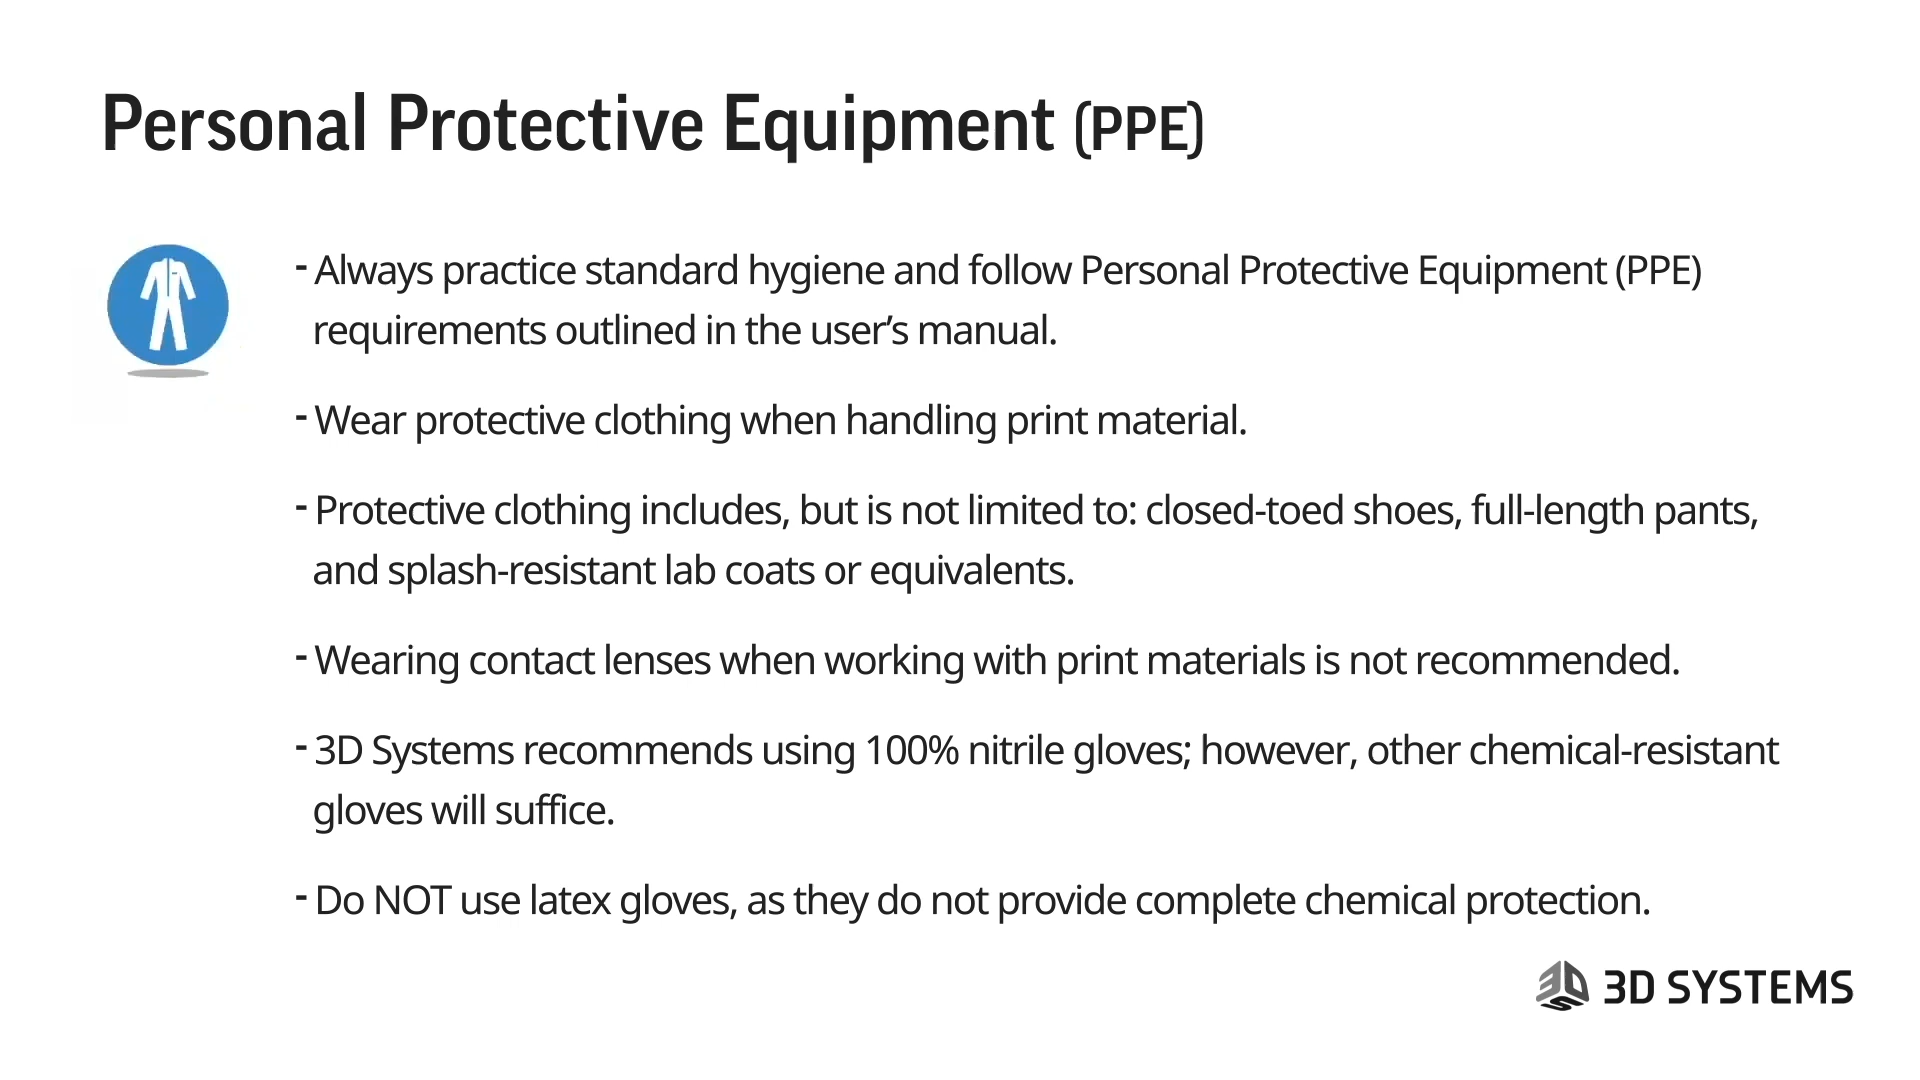 Personal Protective Equipment (PPE)
- Always practice standard hygiene and follow Personal Protective Equipment (PPE)
requirements outlined in the user’s manual.
- Wear protective clothing when handling print material.
- Protective clothing includes, but is not limited to: closed-toed shoes, full-length pants,
and splash-resistant lab coats or equivalents.
- Wearing contact lenses when working with print materials is not recommended.
- 3D Systems recommends using 100% nitrile gloves; however, other chemical-resistant
gloves will suffice.
- Do NOT use latex gloves, as they do not provide complete chemical protection.
3DS 3D SYSTEMS